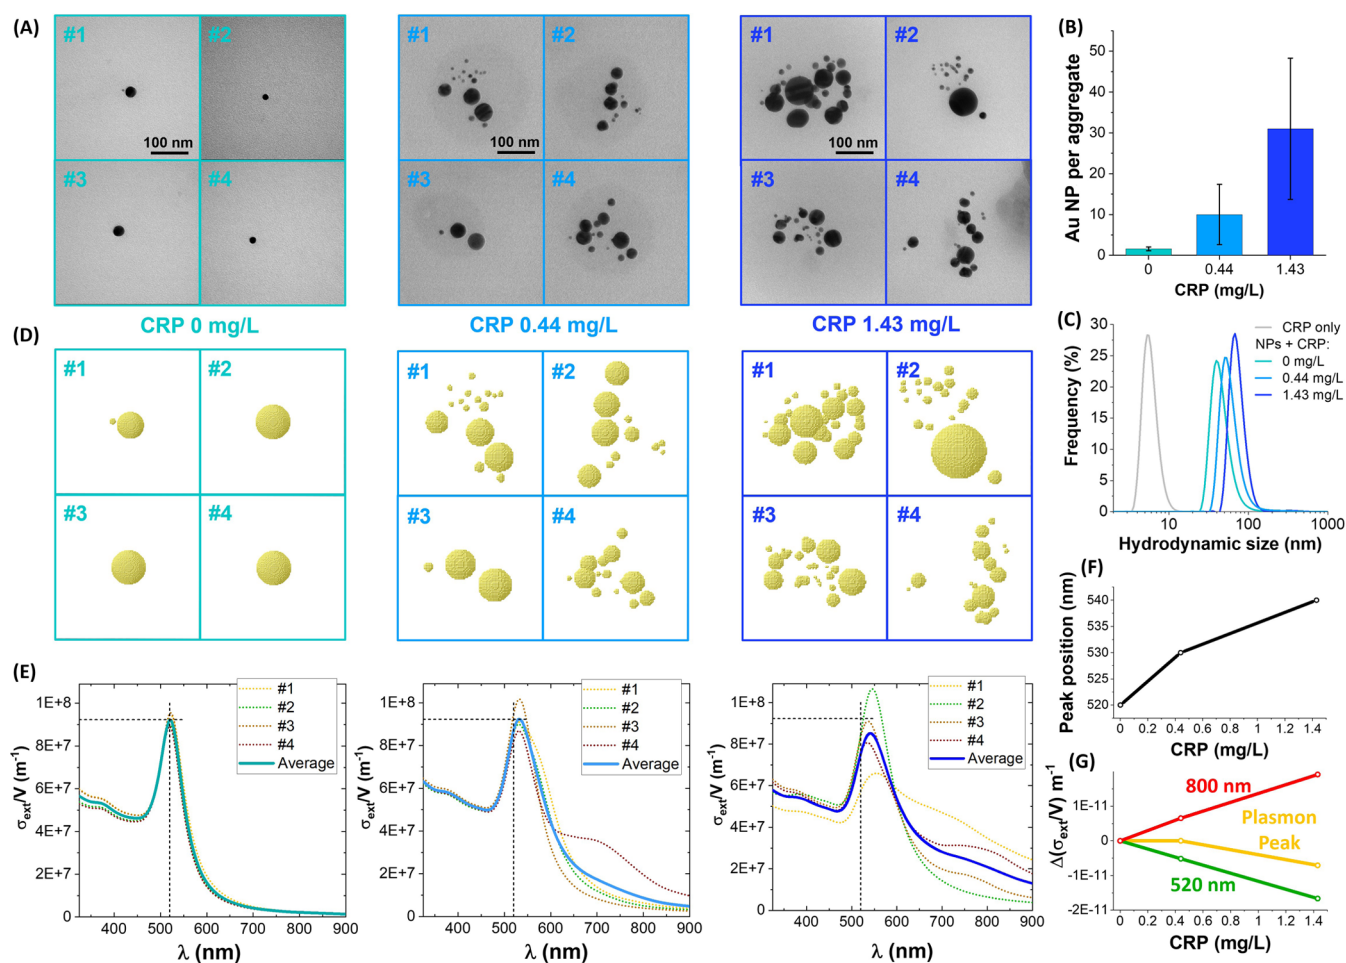 (A)
#1
#2
100 nm
#3
#4
CRP 0 mg/L
#1
#2
100 nm
#3
#4
CRP 0.44 mg/L
#1
#2
100 nm
#3
#4
CRP 1.43 mg/L
(B)
Au NP per aggregate
50
40
30
20
10
0
0
0.44
1.43
CRP (mg/L)
(C)
Frequency (%)
30
25
20
15
10
5
0
CRP only
NPs + CRP:
0 mg/L
0.44 mg/L
1.43 mg/L
10
100
1000
Hydrodynamic size (nm)
(D)
#1
#2
#3
#4
#1
#2
#3
#4
#1
#2
#3
#4
(E)
σext/V (m-1)
1E+8
8E+7
6E+7
4E+7
2E+7
0
#1
#2
#3
#4
Average
400 500 600 700 800 900
λ (nm)
σext/V (m-1)
1E+8
8E+7
6E+7
4E+7
2E+7
0
#1
#2
#3
#4
Average
400 500 600 700 800 900
λ (nm)
σext/V (m-1)
1E+8
8E+7
6E+7
4E+7
2E+7
0
#1
#2
#3
#4
Average
400 500 600 700 800 900
λ (nm)
(F)
Peak position (nm)
540
530
520
0.0 0.2 0.4 0.6 0.8 1.0 1.2 1.4
CRP (mg/L)
(G)
Δ(σext/V) m-1
1E-11
0
-1E-11
-2E-11
800 nm
Plasmon
Peak
520 nm
0.0 0.2 0.4 0.6 0.8 1.0 1.2 1.4
CRP (mg/L)